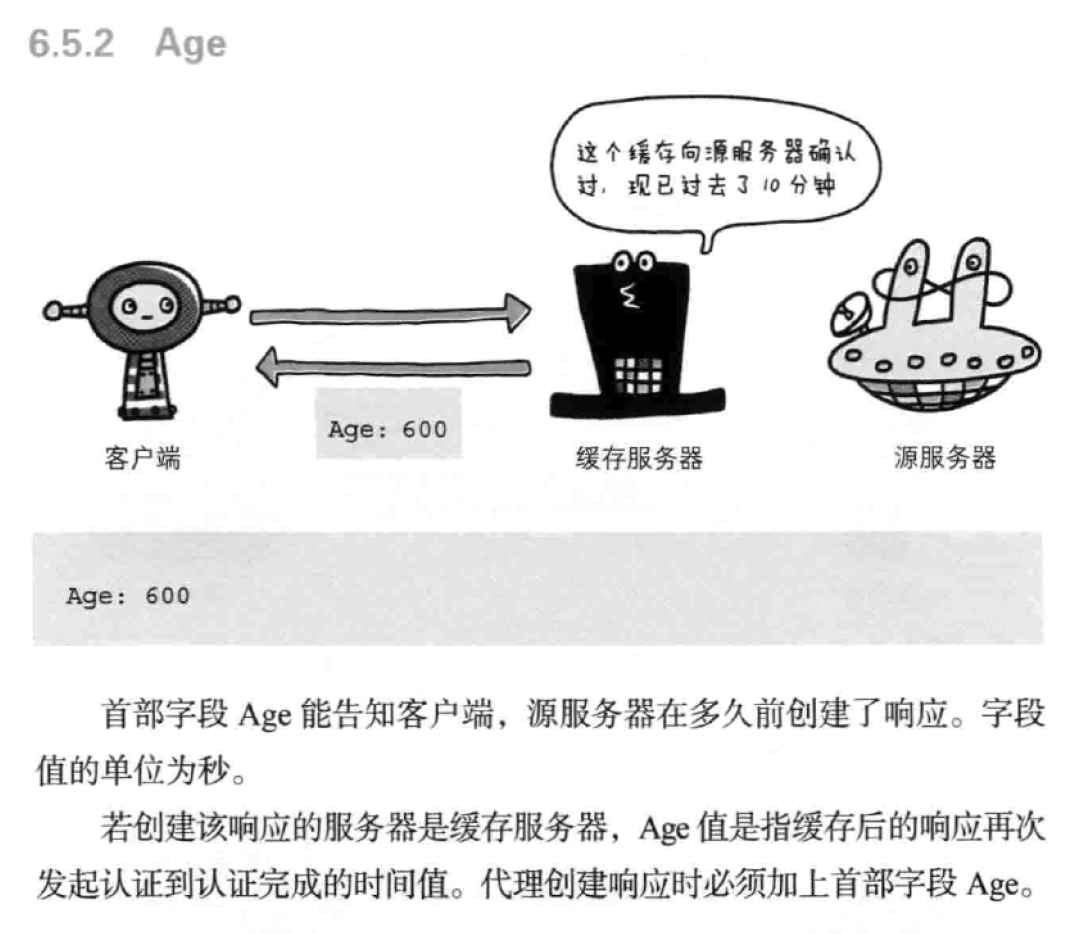 6.5.2 Age
这个缓存向源服务器确认
过，现已过去了10分钟
Age: 600
客户端
缓存服务器
源服务器
Age: 600
首部字段 Age 能告知客户端，源服务器在多久前创建了响应。字段
值的单位为秒。
若创建该响应的服务器是缓存服务器，Age 值是指缓存后的响应再次
发起认证到认证完成的时间值。代理创建响应时必须加上首部字段 Age。